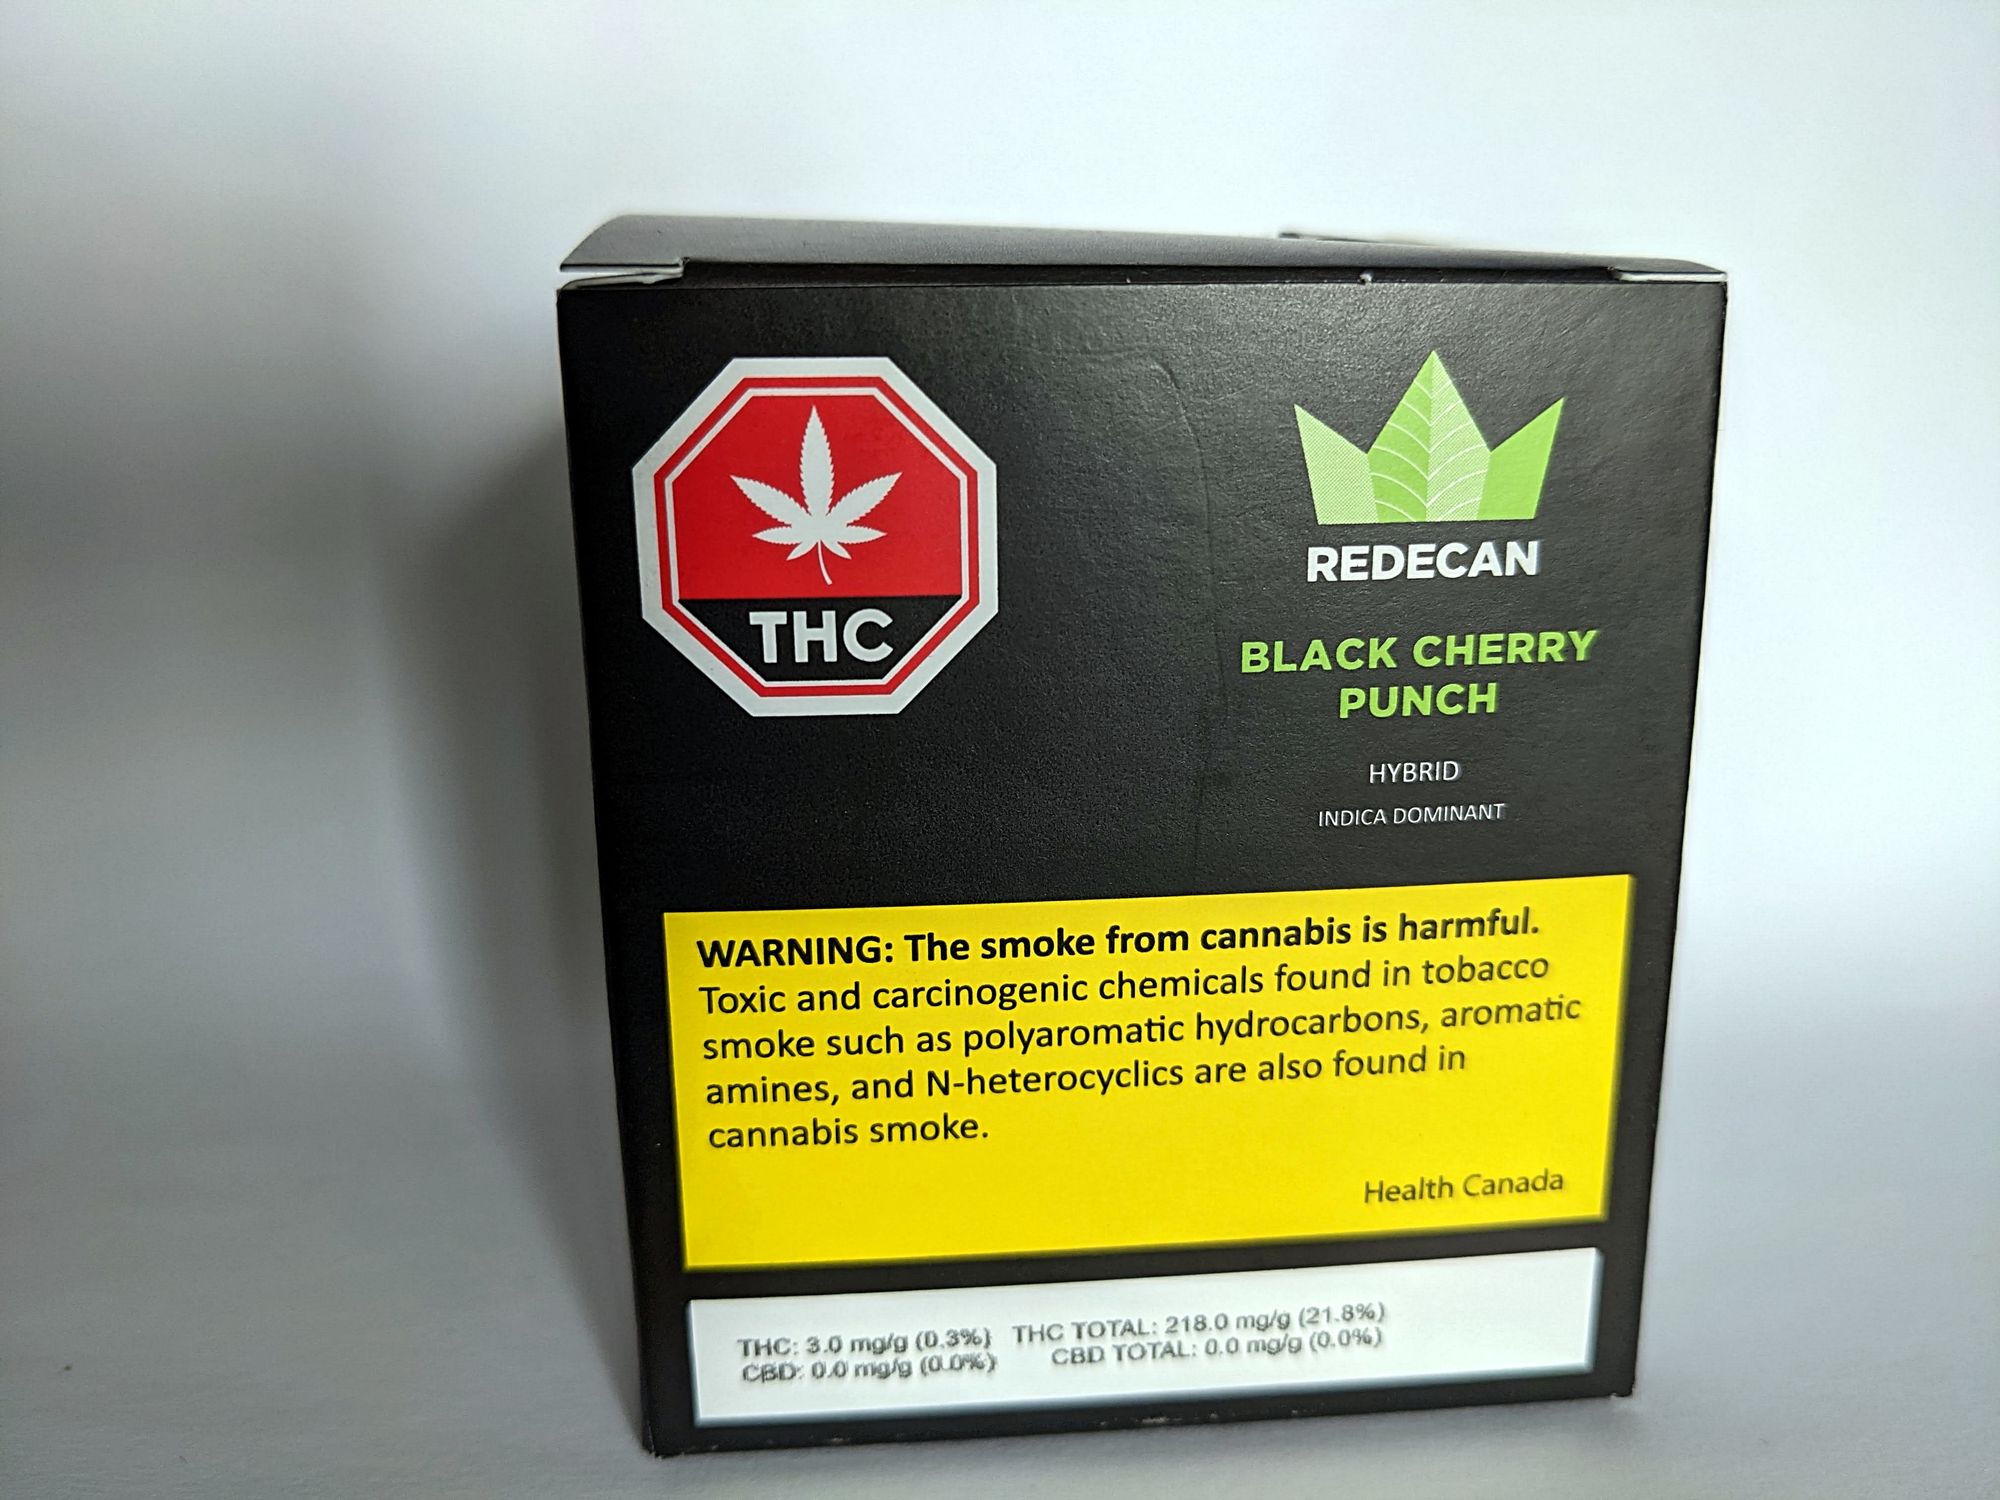 THC
REDECAN
BLACK CHERRY
PUNCH
HYBRID
INDICA DOMINANT
WARNING: The smoke from cannabis is harmful.
Toxic and carcinogenic chemicals found in tobacco
smoke such as polyaromatic hydrocarbons, aromatic
amines, and N-heterocyclics are also found in
cannabis smoke.
Health Canada
THC: 3.0 mg/g (0.3%) THC TOTAL: 218.0 mg/g (21.8%)
CBD: 0.0 mg/g (0.0%) CBD TOTAL: 0.0 mg/g (0.0%)